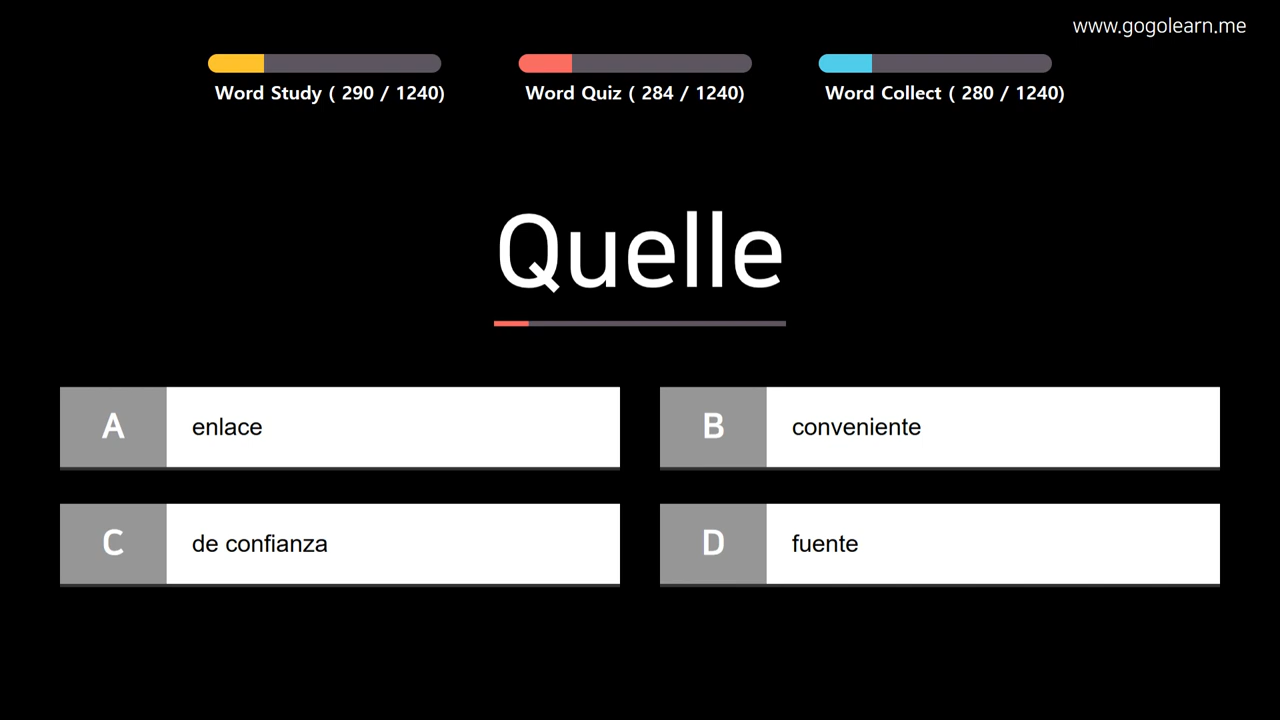 www.gogolearn.me
Word Study ( 290 / 1240)
Word Quiz ( 284 / 1240)
Word Collect ( 280 / 1240)
Quelle
A enlace
B conveniente
C de confianza
D fuente